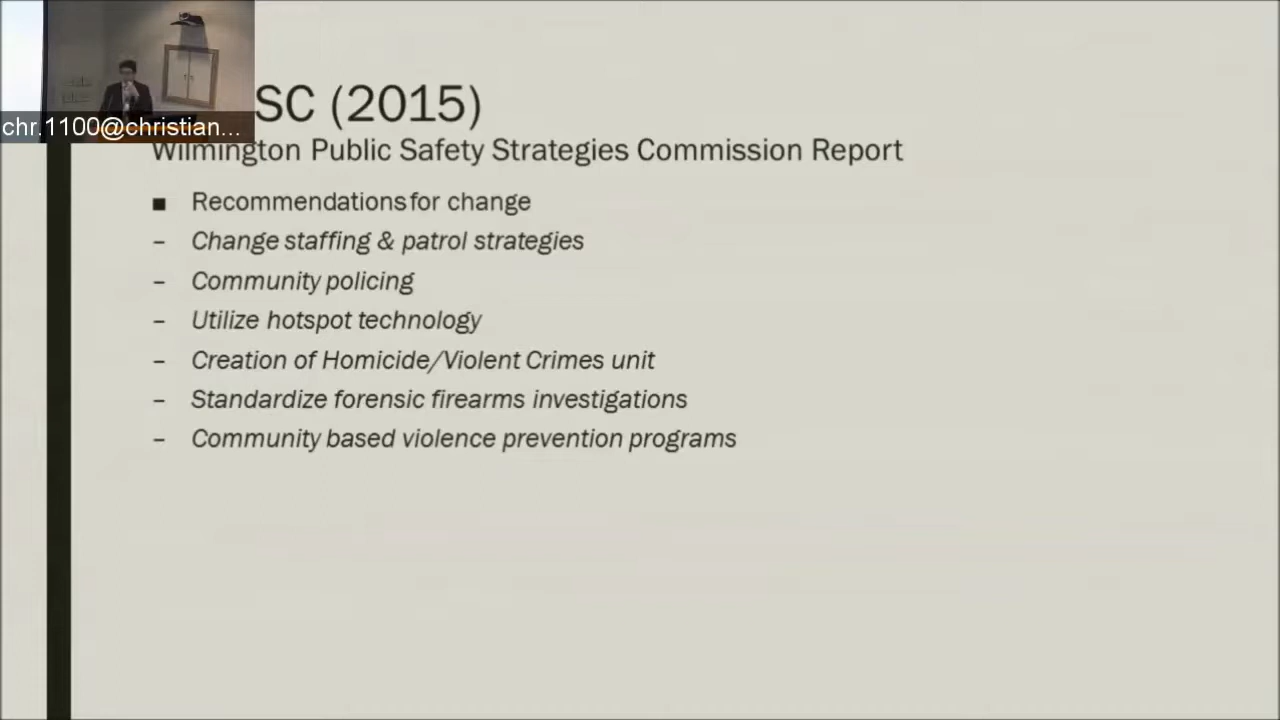 chr.1100@christian...
SC (2015)
Wilmington Public Safety Strategies Commission Report
■ Recommendations for change
– Change staffing & patrol strategies
– Community policing
– Utilize hotspot technology
– Creation of Homicide/Violent Crimes unit
– Standardize forensic firearms investigations
– Community based violence prevention programs